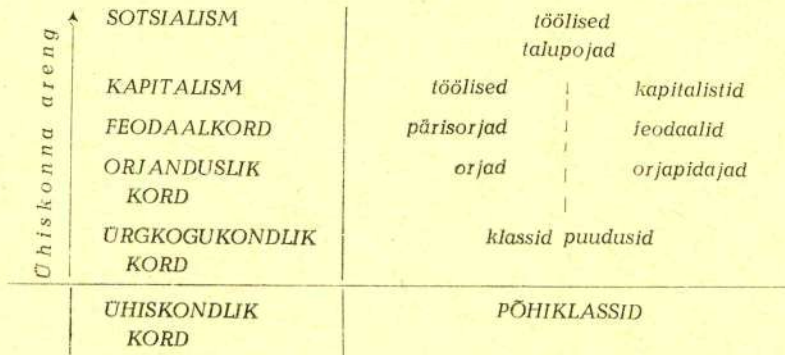 Ühiskonna areng
SOTSIALISM
töölised
talupojad
KAPITALISM
töölised
kapitalistid
FEODAALKORD
pärisorjad
feodaalid
ORJANDUSLIK
KORD
orjad
orjapidajad
ÜRGKOGUKONDLIK
KORD
klassid puudusid
ÜHISKONDLIK
KORD
PÕHIKLASSID